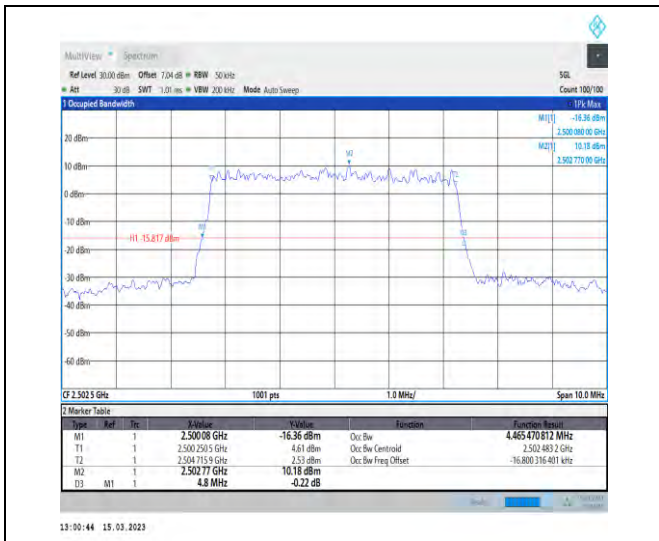 MultiView Spectrum
Ref Level 30.00 dBm Offset 7.04 dB RBW 50 kHz SGL
Att 30 dB SWT 1.01 ms VBW 200 kHz Mode Auto Sweep Count 100/100
1 Occupied Bandwidth 1Pk Max
M1[1] -16.36 dBm
2.500 080 00 GHz
M2[1] 10.18 dBm
2.502 770 00 GHz
20 dBm
M2
10 dBm
0 dBm
-10 dBm
M1
H1 -15.817 dBm
-20 dBm
-30 dBm
-40 dBm
-50 dBm
-60 dBm
CF 2.502 5 GHz 1001 pts 1.0 MHz/ Span 10.0 MHz
2 Marker Table
Type Ref Trc X-Value Y-Value Function Function Result
M1 1 2.500 08 GHz -16.36 dBm Occ Bw 4.465 470 812 MHz
T1 1 2.500 250 5 GHz 4.61 dBm Occ Bw Centroid 2.502 483 2 GHz
T2 1 2.504 715 9 GHz 2.53 dBm Occ Bw Freq Offset -16.800 316 401 kHz
M2 1 2.502 77 GHz 10.18 dBm
D3 M1 1 4.8 MHz -0.22 dB
13:00:44 15.03.2023